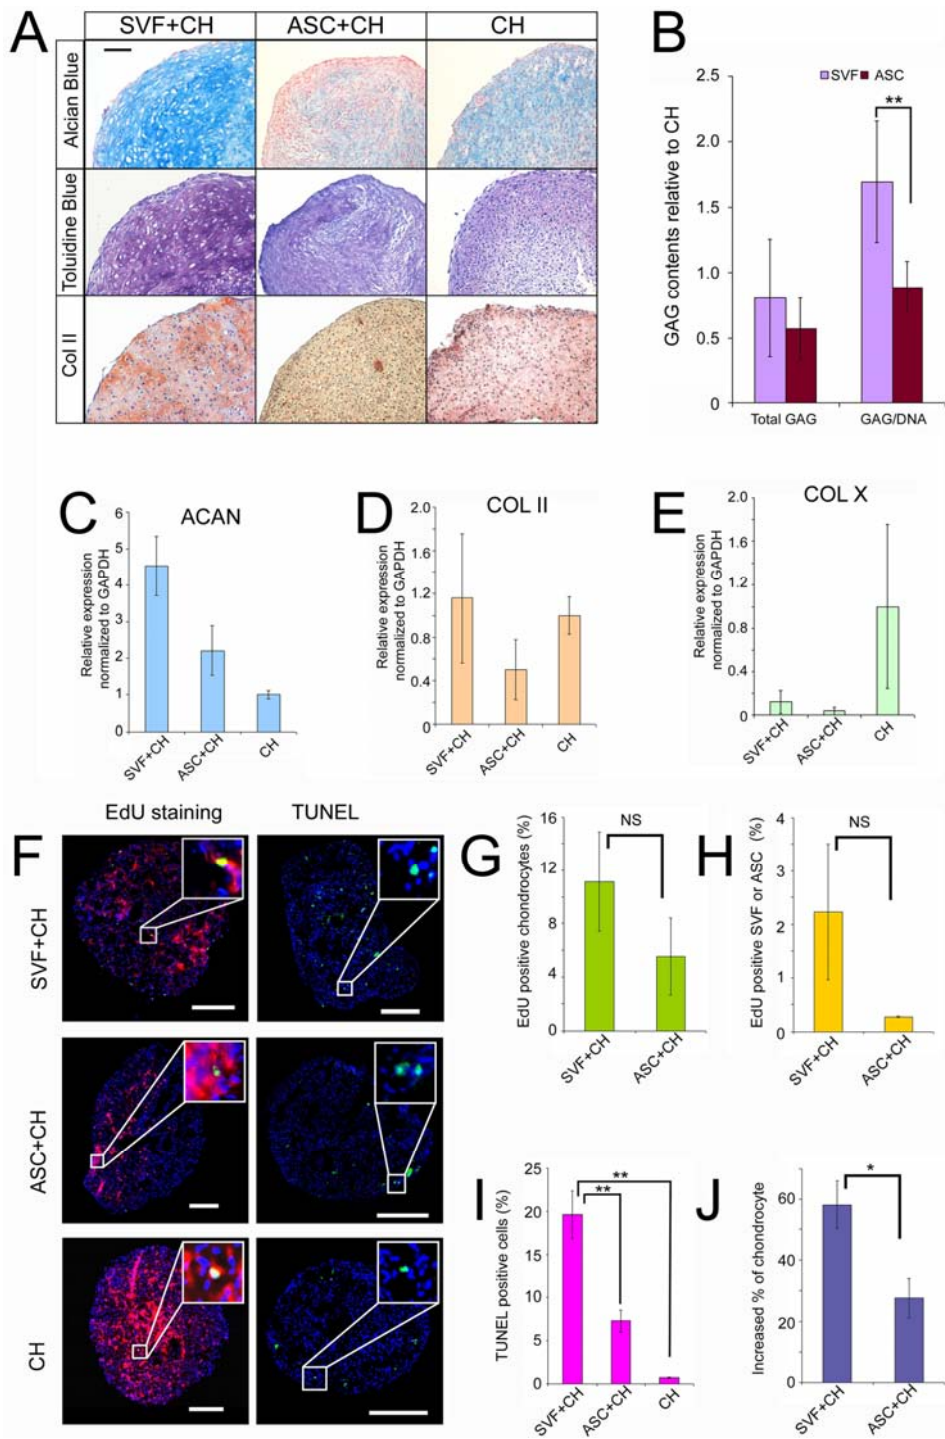 A
SVF+CH
ASC+CH
CH
Alcian Blue
Toluidine Blue
Col II
B
SVF ASC
**
GAG contents relative to CH
2.5
2.0
1.5
1.0
0.5
0
Total GAG
GAG/DNA
C
ACAN
Relative expression
normalized to GAPDH
6
5
4
2
1
0
SVF+CH
ASC+CH
CH
D
COL II
Relative expression
normalized to GAPDH
2.0
1.6
1.2
0.8
0.4
0
SVF+CH
ASC+CH
CH
E
COL X
Relative expression
normalized to GAPDH
2.0
1.6
1.2
0.8
0.4
0
SVF+CH
ASC+CH
CH
F
EdU staining
TUNEL
SVF+CH
ASC+CH
CH
G
NS
EdU positive chondrocytes (%)
16
12
8
4
0
SVF+CH
ASC+CH
H
NS
EdU positive SVF or ASC (%)
4
3
2
1
0
SVF+CH
ASC+CH
I
**
**
TUNEL positive cells (%)
25
20
15
10
5
0
SVF+CH
ASC+CH
CH
J
*
Increased % of chondrocyte
60
40
20
0
SVF+CH
ASC+CH